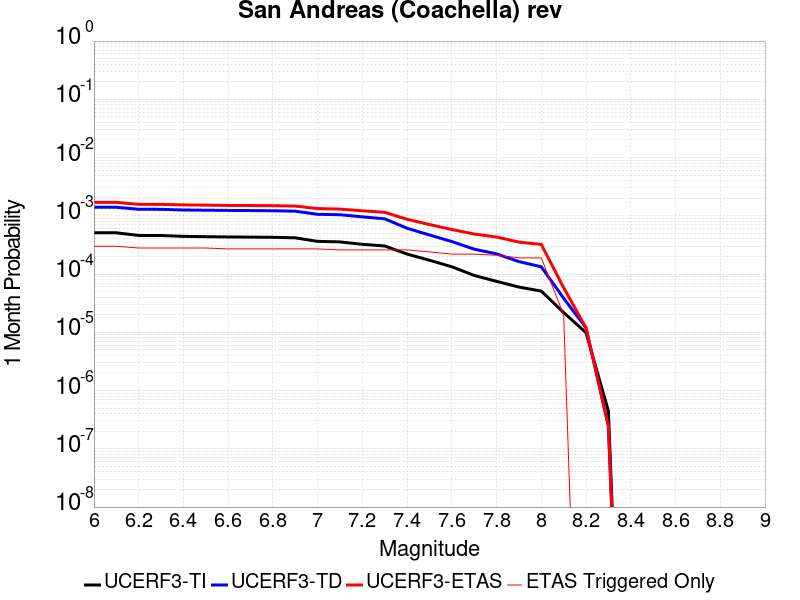 San Andreas (Coachella) rev
10^0
10^-1
10^-2
10^-3
10^-4
10^-5
10^-6
10^-7
10^-8
1 Month Probability
6 6.2 6.4 6.6 6.8 7 7.2 7.4 7.6 7.8 8 8.2 8.4 8.6 8.8 9
Magnitude
UCERF3-TI UCERF3-TD UCERF3-ETAS ETAS Triggered Only